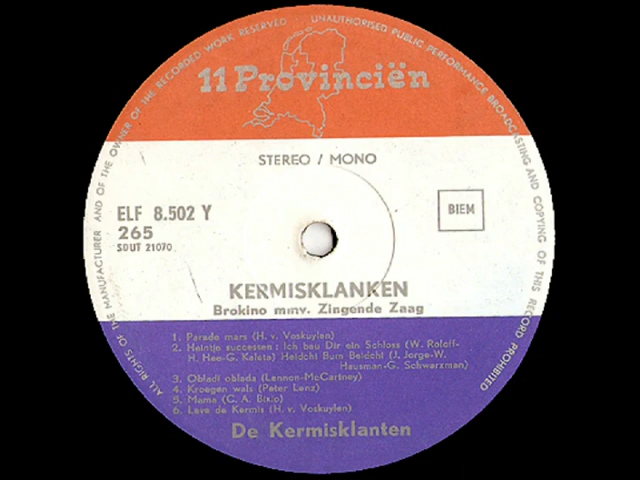 ALL RIGHTS OF THE MANUFACTURER AND OF THE OWNER OF THE RECORDED WORK RESERVED
UNAUTHORISED PUBLIC PERFORMANCE BROADCASTING AND COPYING OF THIS RECORD PROHIBITED
11 Provinciën
STEREO / MONO
ELF 8.502 Y
BIEM
265
SOUT 21070
KERMISKLANKEN
Brokino mmv. Zingende Zaag
1. Parade mars (H. v. Voskuylen)
2. Heintje successen : Ich bau Dir ein Schloss (W. Roloff-
H. Hee-G. Kaleta) Heidchi Bum Beidchi (J. Jorge-W.
Hausman-G. Schwarzman)
3. Obladi oblada (Lennon-McCartney)
4. Kroegen wals (Peter Lenz)
5. Mama (C. A. Bixio)
6. Leve de Kermis (H. v. Voskuylen)
De Kermisklanten